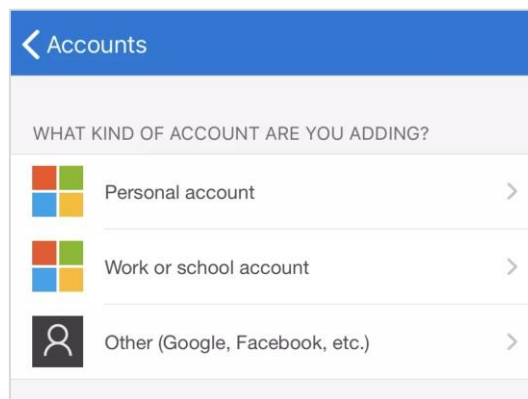 Accounts
WHAT KIND OF ACCOUNT ARE YOU ADDING?
Personal account
Work or school account
Other (Google, Facebook, etc.)